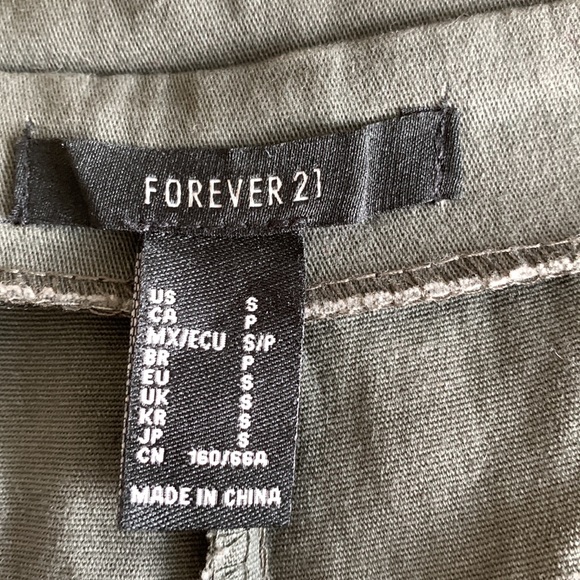 FOREVER 21
US S
CA P
MX/ECU S/P
BR P
EU S
UK S
KR S
JP S
CN 160/66A
MADE IN CHINA